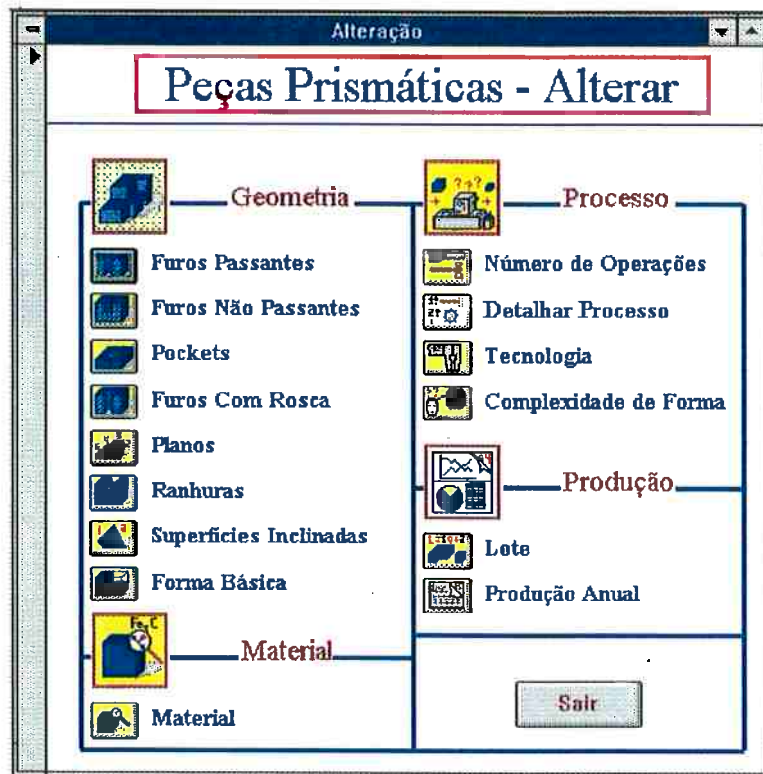 Alteração
Peças Prismáticas - Alterar
Geometria
Furos Passantes
Furos Não Passantes
Pockets
Furos Com Rosca
Planos
Ranhuras
Superfícies Inclinadas
Forma Básica
Fe-C
Material
Material
Processo
Número de Operações
Detalhar Processo
Tecnologia
Complexidade de Forma
Produção
Lote
Produção Anual
Sair